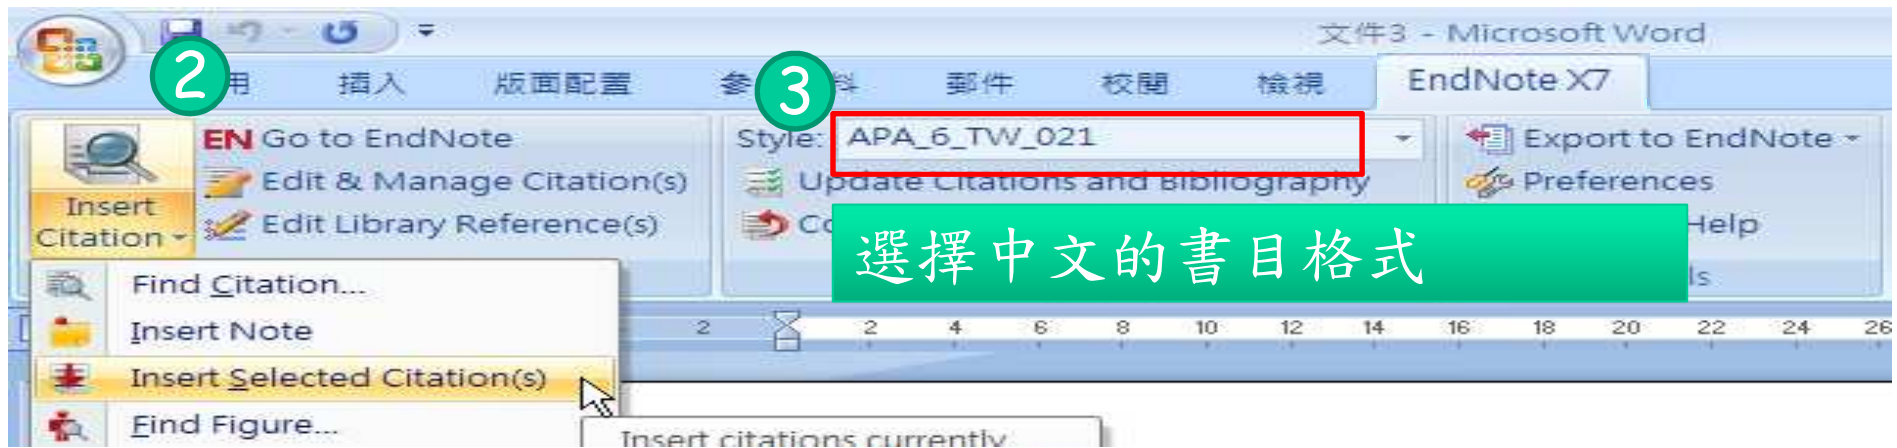 文件3 - Microsoft Word
2 用 插入 版面配置 參 3 料 郵件 校閱 檢視 EndNote X7
Insert Citation
EN Go to EndNote
Edit & Manage Citation(s)
Edit Library Reference(s)
Style: APA_6_TW_021
Update Citations and Bibliography
Co
選擇中文的書目格式
Export to EndNote
Preferences
Help
ls
Find Citation...
Insert Note
Insert Selected Citation(s)
Find Figure...
2 2 4 6 8 10 12 14 16 18 20 22 24 26
Insert citations currently